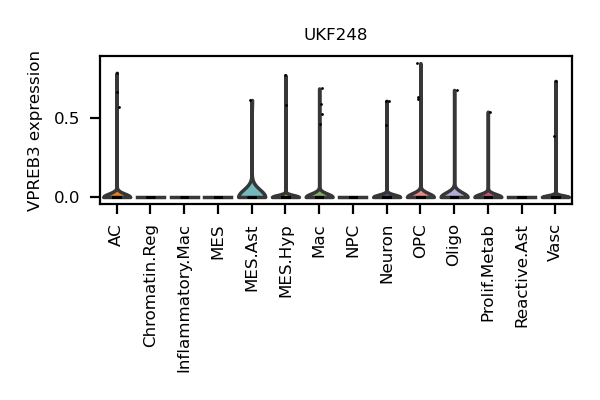 UKF248
VPREB3 expression
0.5
0.0
AC
Chromatin.Reg
Inflammatory.Mac
MES
MES.Ast
MES.Hyp
Mac
NPC
Neuron
OPC
Oligo
Prolif.Metab
Reactive.Ast
Vasc